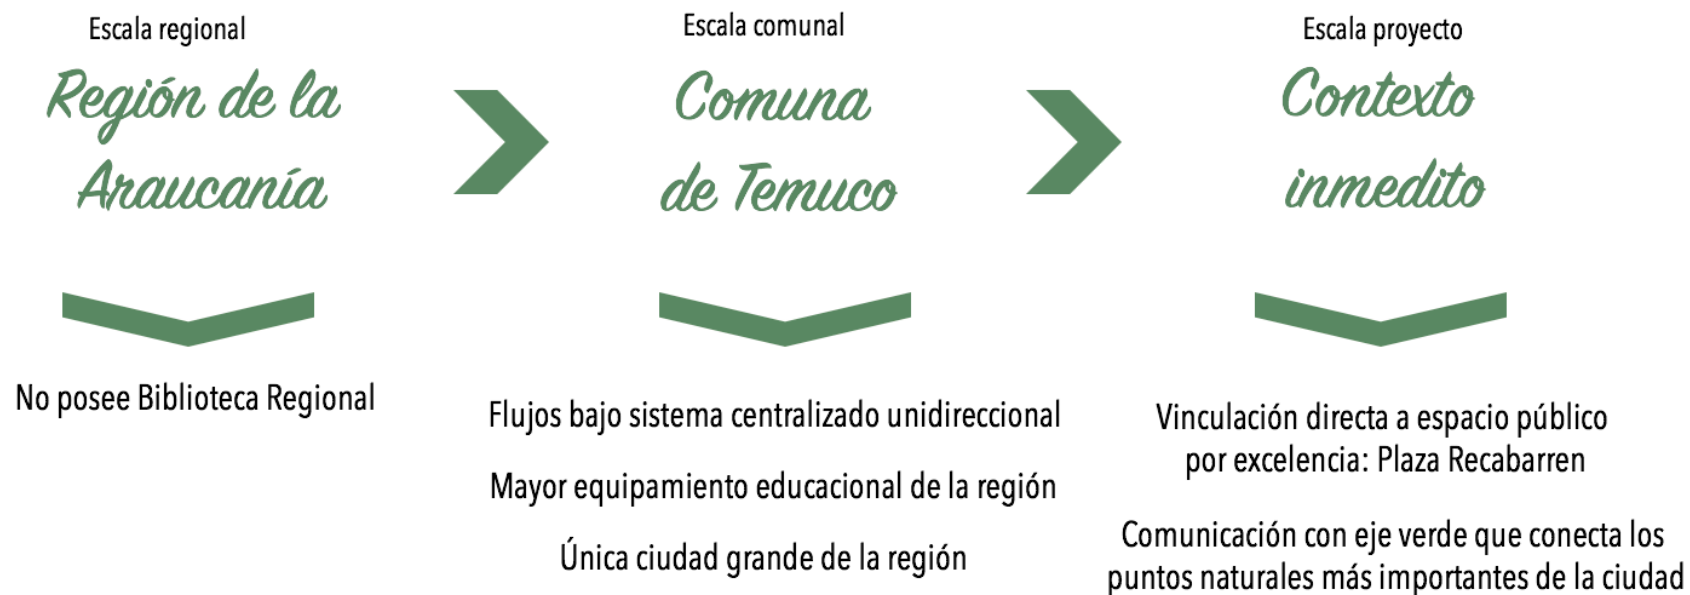 Escala regional
Región de la
Araucanía
No posee Biblioteca Regional
Escala comunal
Comuna
de Temuco
Flujos bajo sistema centralizado unidireccional
Mayor equipamiento educacional de la región
Única ciudad grande de la región
Escala proyecto
Contexto
inmedito
Vinculación directa a espacio público
por excelencia: Plaza Recabarren
Comunicación con eje verde que conecta los
puntos naturales más importantes de la ciudad